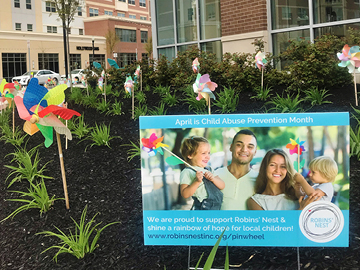 April is Child Abuse Prevention Month
We are proud to support Robins' Nest &
shine a rainbow of hope for local children!
www.robinsnestinc.org/pinwheel
ROBINS'
NEST